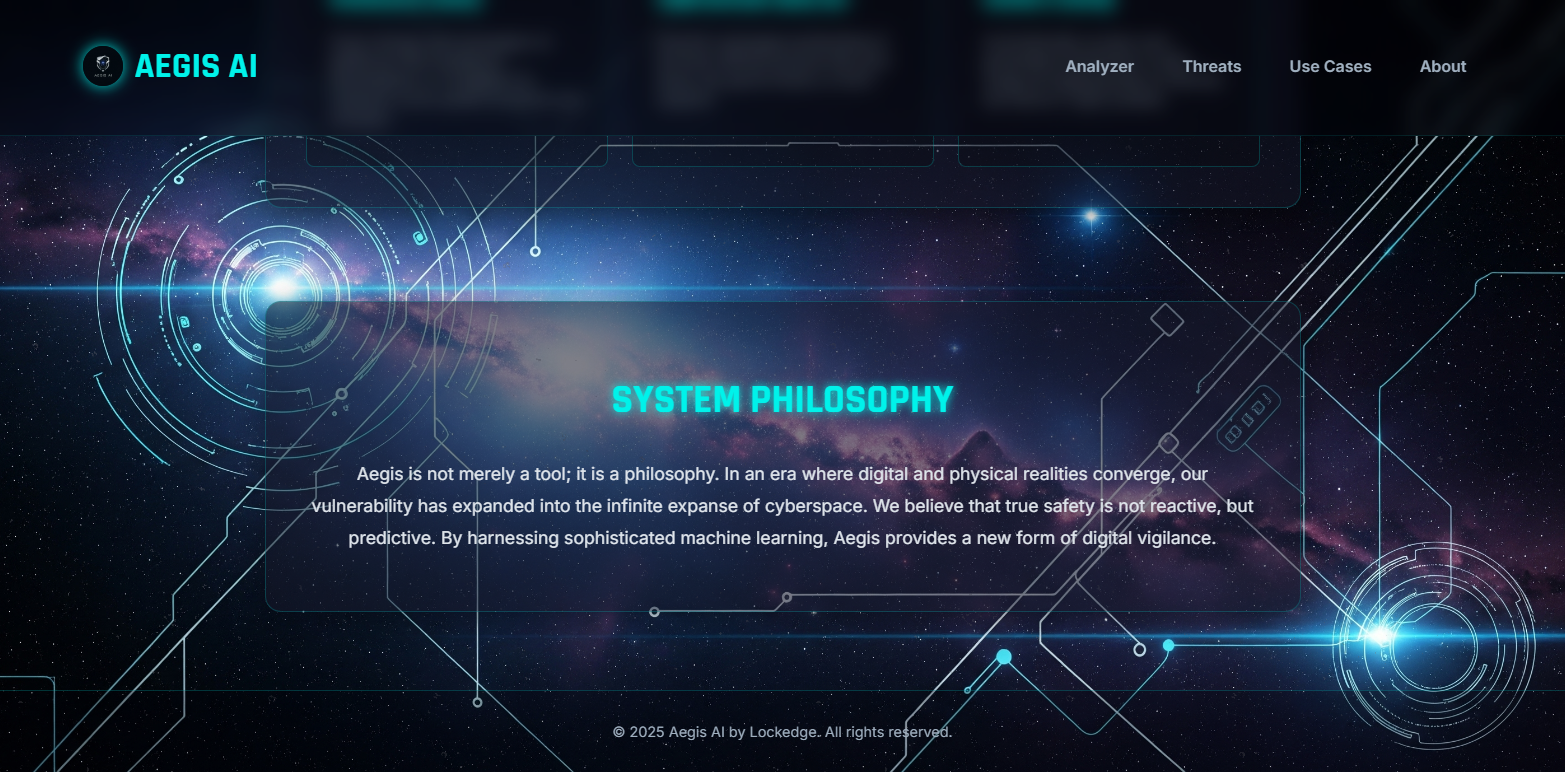 AEGIS AI
Analyzer Threats Use Cases About
SYSTEM PHILOSOPHY
Aegis is not merely a tool; it is a philosophy. In an era where digital and physical realities converge, our
vulnerability has expanded into the infinite expanse of cyberspace. We believe that true safety is not reactive, but
predictive. By harnessing sophisticated machine learning, Aegis provides a new form of digital vigilance.
© 2025 Aegis AI by Lockedge. All rights reserved.